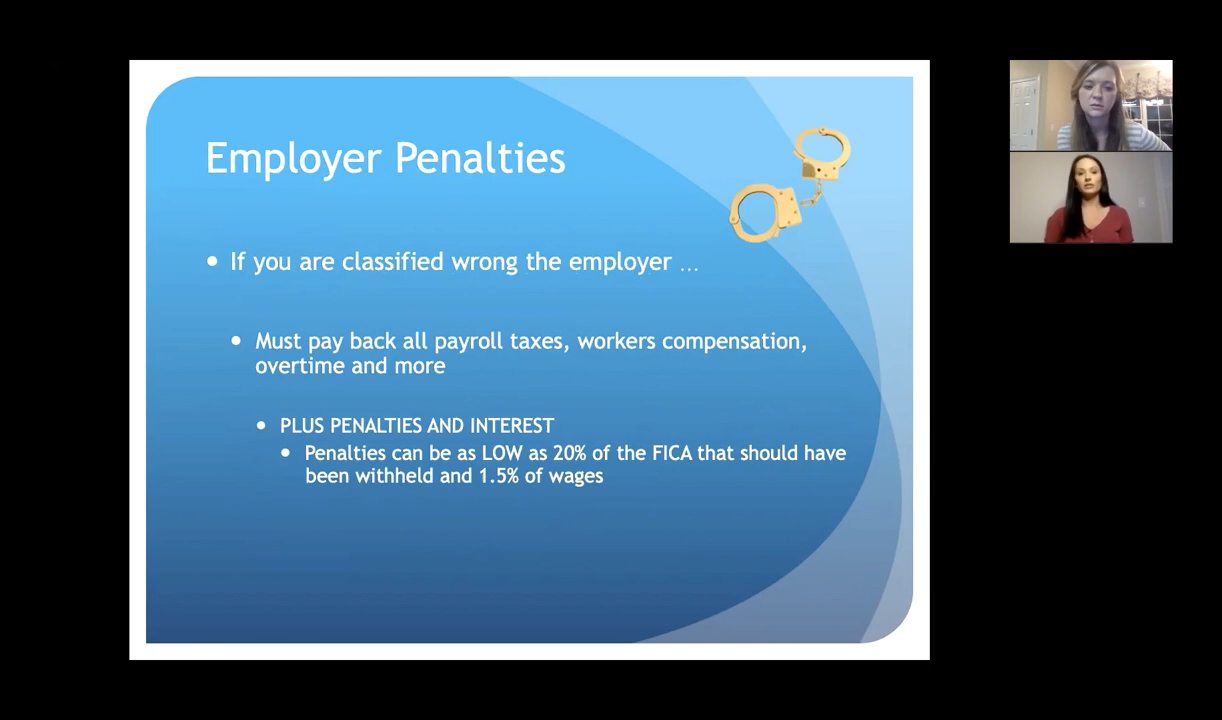 Employer Penalties
• If you are classified wrong the employer …
• Must pay back all payroll taxes, workers compensation,
overtime and more
• PLUS PENALTIES AND INTEREST
• Penalties can be as LOW as 20% of the FICA that should have
been withheld and 1.5% of wages